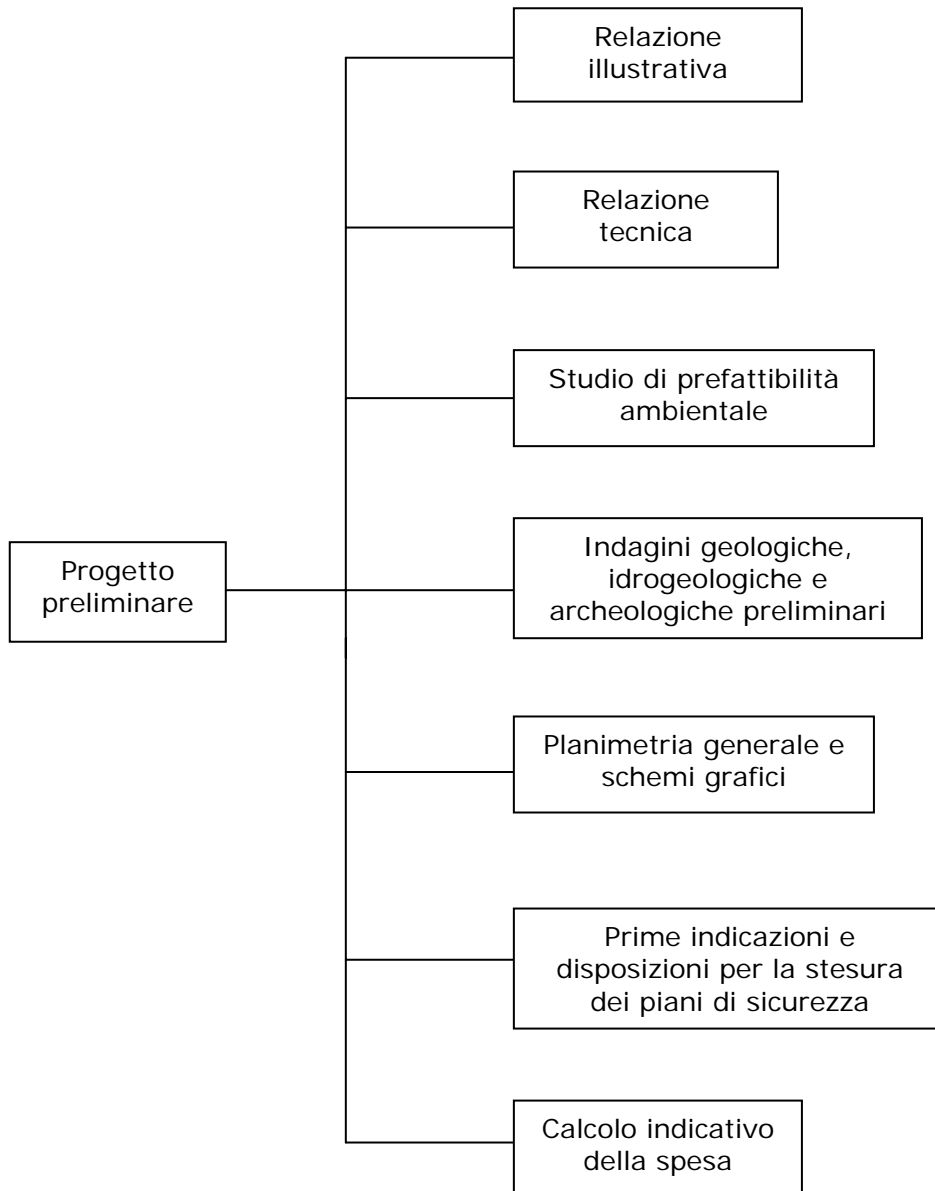 Relazione
illustrativa
Relazione
tecnica
Studio di prefattibilità
ambientale
Progetto
preliminare
Indagini geologiche,
idrogeologiche e
archeologiche preliminari
Planimetria generale e
schemi grafici
Prime indicazioni e
disposizioni per la stesura
dei piani di sicurezza
Calcolo indicativo
della spesa